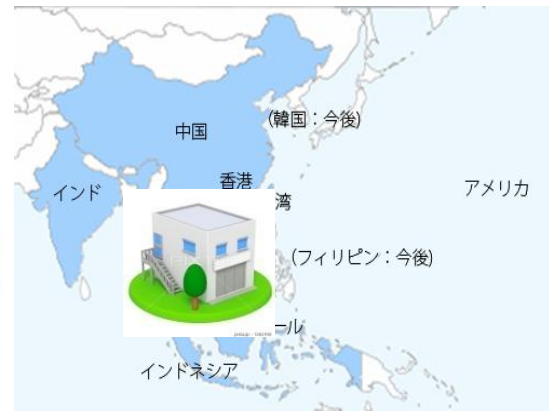 (韓国：今後)
中国
香港
湾
インド
アメリカ
(フィリピン：今後)
ール
インドネシア